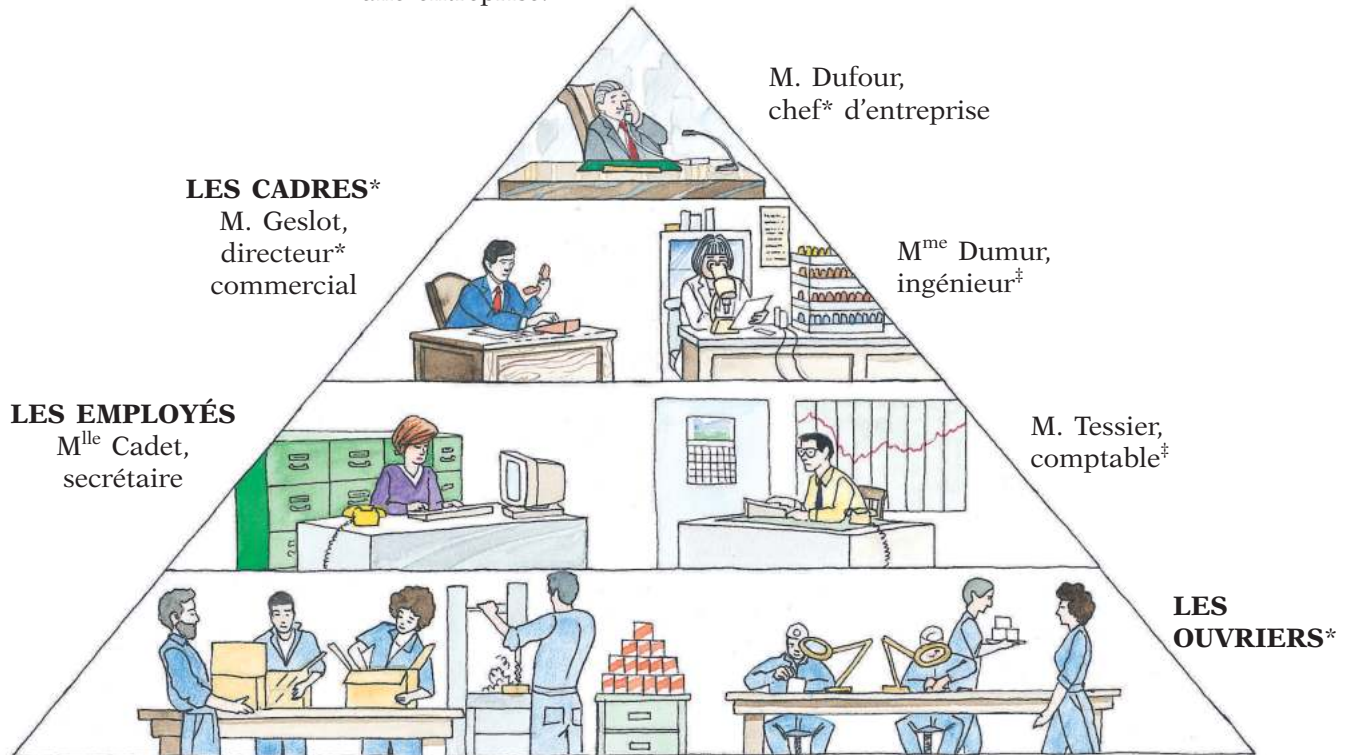 M. Dufour,
chef* d'entreprise
LES CADRES*
M. Geslot,
directeur*
commercial
Mme Dumur,
ingénieur‡
LES EMPLOYÉS
Mlle Cadet,
secrétaire
M. Tessier,
comptable‡
LES
OUVRIERS*